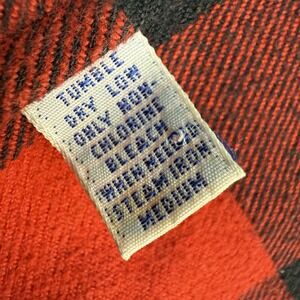 TUMBLE
DRY LOW
ONLY NON-
CHLORINE
BLEACH
WHEN NEEDED
STEAM IRON
MEDIUM